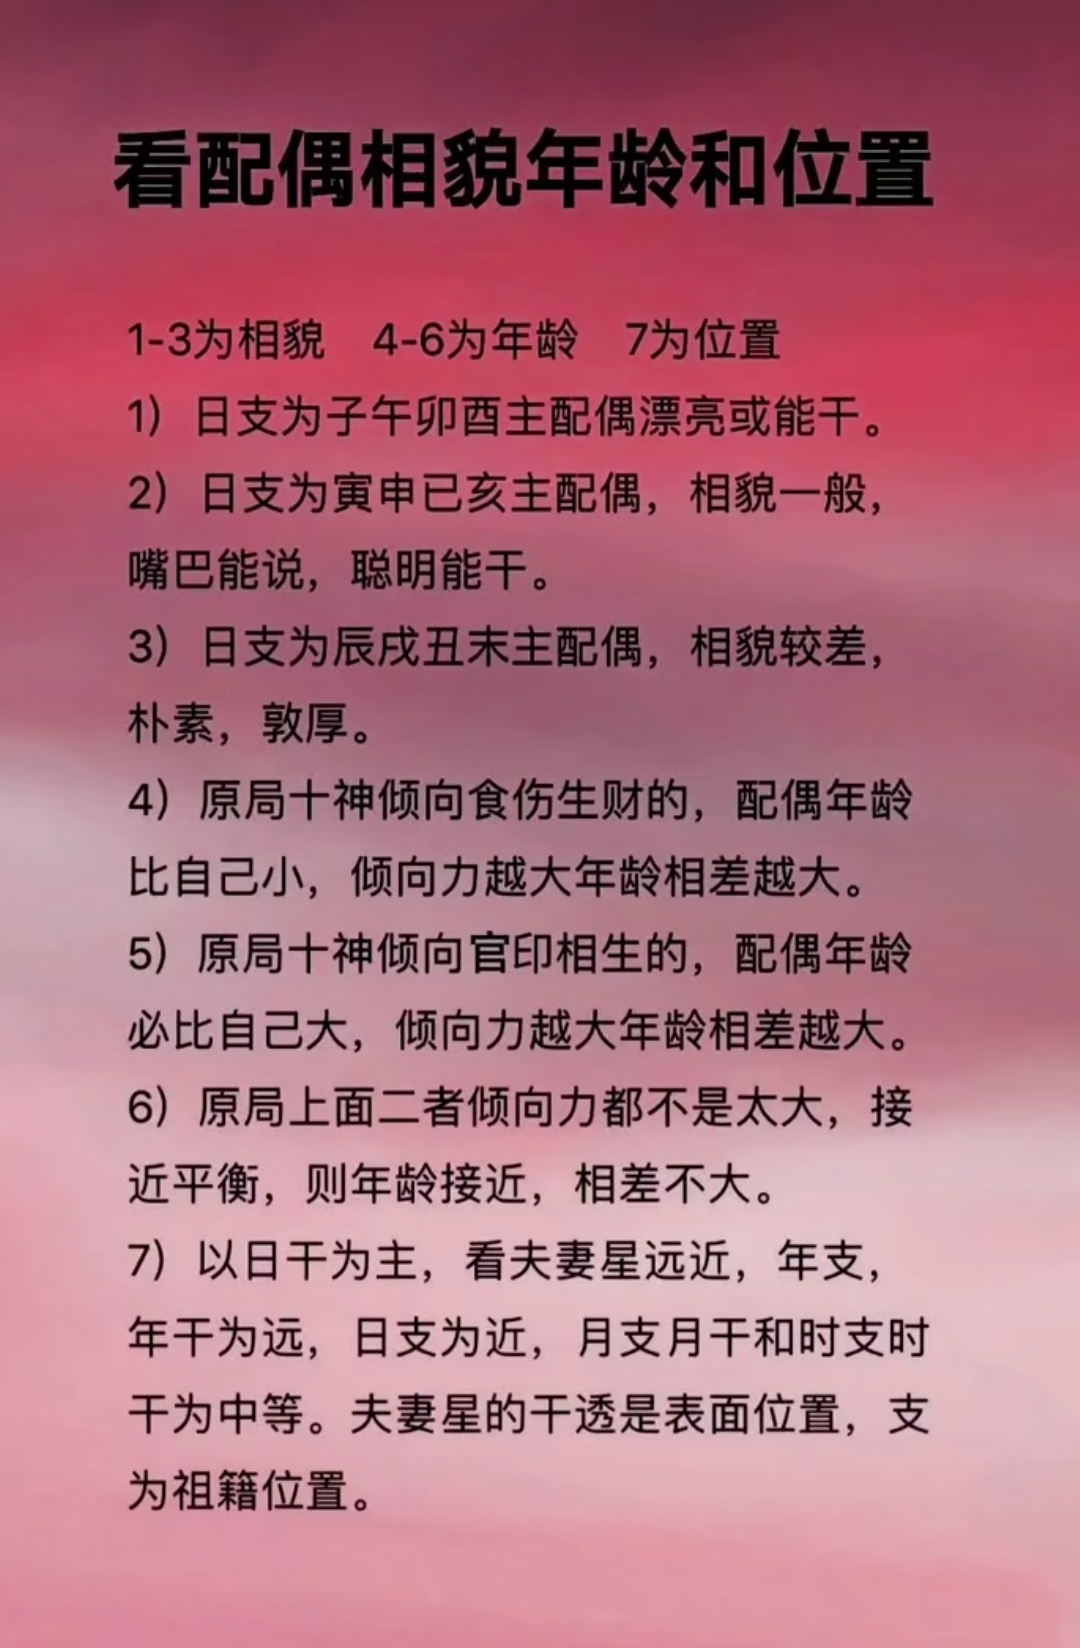 看配偶相貌年龄和位置
1-3为相貌 4-6为年龄 7为位置
1）日支为子午卯酉主配偶漂亮或能干。
2）日支为寅申已亥主配偶，相貌一般，
嘴巴能说，聪明能干。
3）日支为辰戌丑末主配偶，相貌较差，
朴素，敦厚。
4）原局十神倾向食伤生财的，配偶年龄
比自己小，倾向力越大年龄相差越大。
5）原局十神倾向官印相生的，配偶年龄
必比自己大，倾向力越大年龄相差越大。
6）原局上面二者倾向力都不是太大，接
近平衡，则年龄接近，相差不大。
7）以日干为主，看夫妻星远近，年支，
年干为远，日支为近，月支月干和时支时
干为中等。夫妻星的干透是表面位置，支
为祖籍位置。